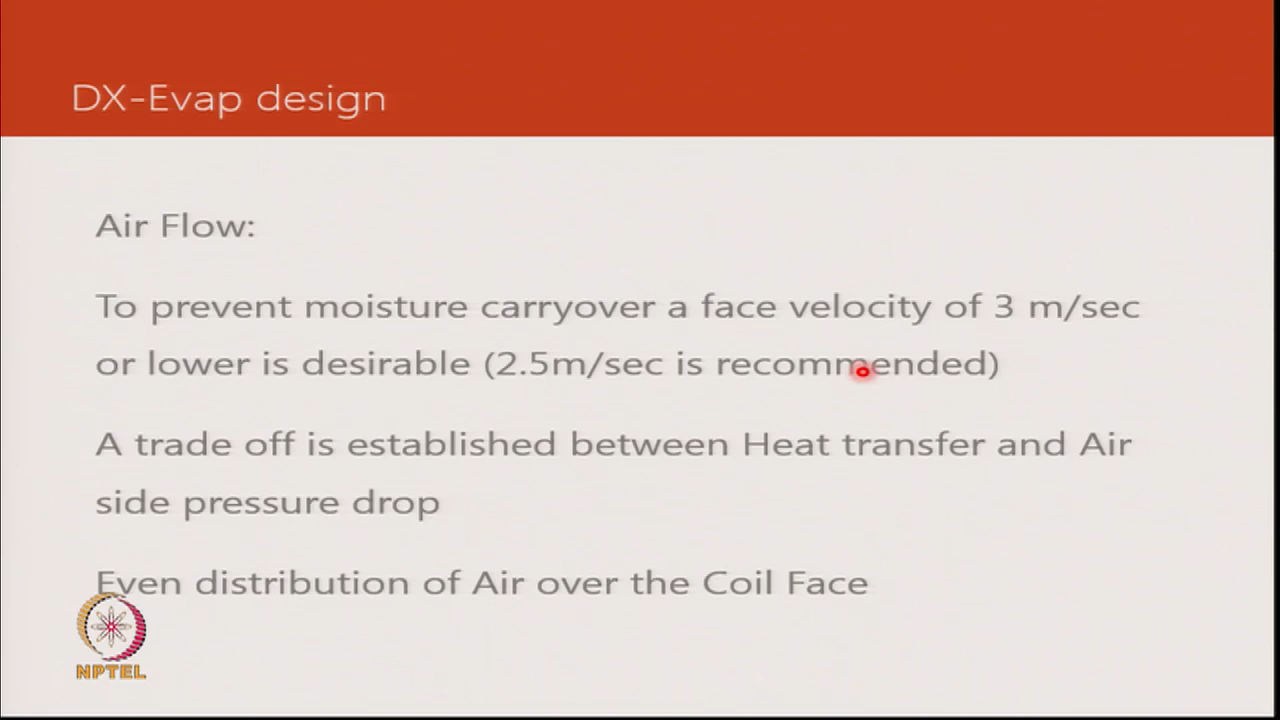 DX-Evap design
Air Flow:
To prevent moisture carryover a face velocity of 3 m/sec
or lower is desirable (2.5m/sec is recommended)
A trade off is established between Heat transfer and Air
side pressure drop
Even distribution of Air over the Coil Face
NPTEL